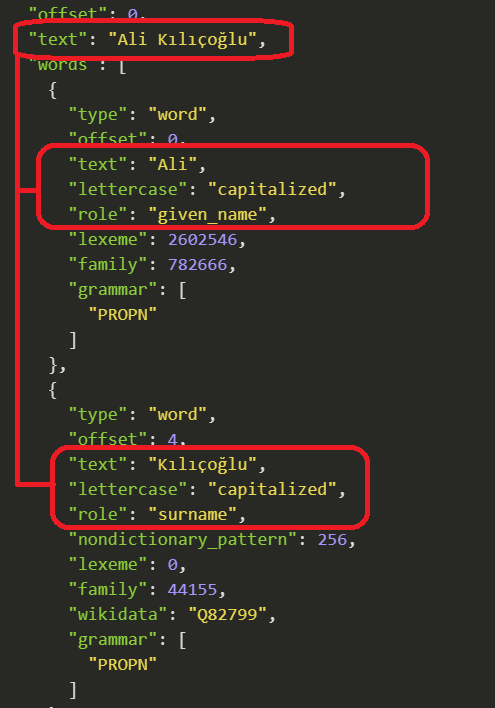 "offset": 0,
"text": "Ali Kılıçoğlu",
"words": [
{
"type": "word",
"offset": 0,
"text": "Ali",
"lettercase": "capitalized",
"role": "given_name",
"lexeme": 2602546,
"family": 782666,
"grammar": [
"PROPN"
]
},
{
"type": "word",
"offset": 4,
"text": "Kılıçoğlu",
"lettercase": "capitalized",
"role": "surname",
"nondictionary_pattern": 256,
"lexeme": 0,
"family": 44155,
"wikidata": "Q82799",
"grammar": [
"PROPN"
]